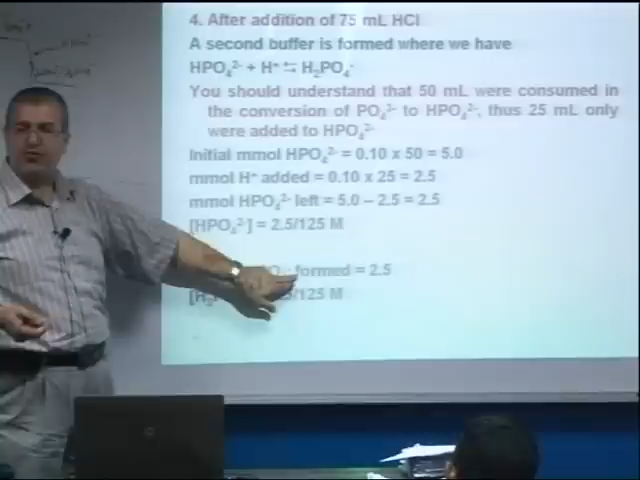 4. After addition of 75 mL HCl
A second buffer is formed where we have
HPO₄²⁻ + H⁺ ⇆ H₂PO₄⁻
You should understand that 50 mL were consumed in
the conversion of PO₄³⁻ to HPO₄²⁻, thus 25 mL only
were added to HPO₄²⁻
Initial mmol HPO₄²⁻ = 0.10 x 50 = 5.0
mmol H⁺ added = 0.10 x 25 = 2.5
mmol HPO₄²⁻ left = 5.0 – 2.5 = 2.5
[HPO₄²⁻] = 2.5/125 M
formed = 2.5
/125 M